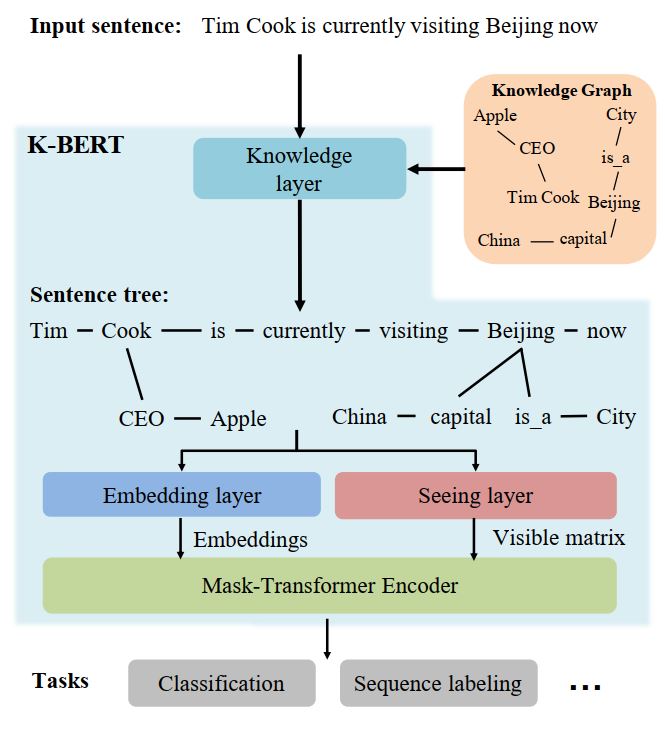 Input sentence: Tim Cook is currently visiting Beijing now
Knowledge Graph
Apple
City
CEO
is_a
Tim Cook
Beijing
China
capital
K-BERT
Knowledge
layer
Sentence tree:
Tim Cook is currently visiting Beijing now
CEO Apple China capital is_a City
Embedding layer
Seeing layer
Embeddings
Visible matrix
Mask-Transformer Encoder
Tasks Classification Sequence labeling ...